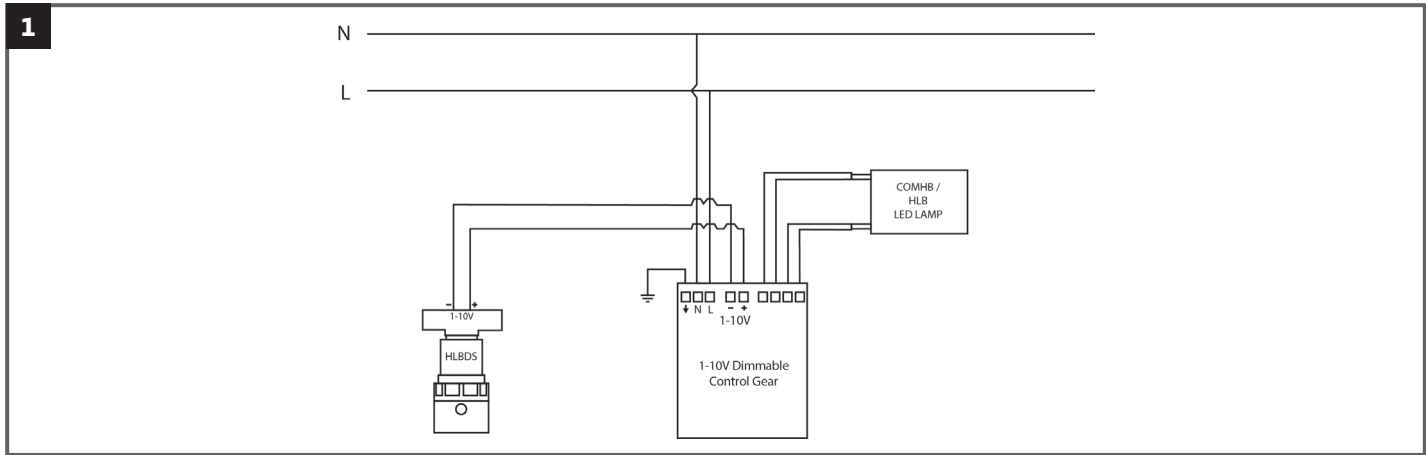 1
N
L
COMHB /
HLB
LED LAMP
- +
1-10V
HLBDS
N L - +
1-10V
1-10V Dimmable
Control Gear